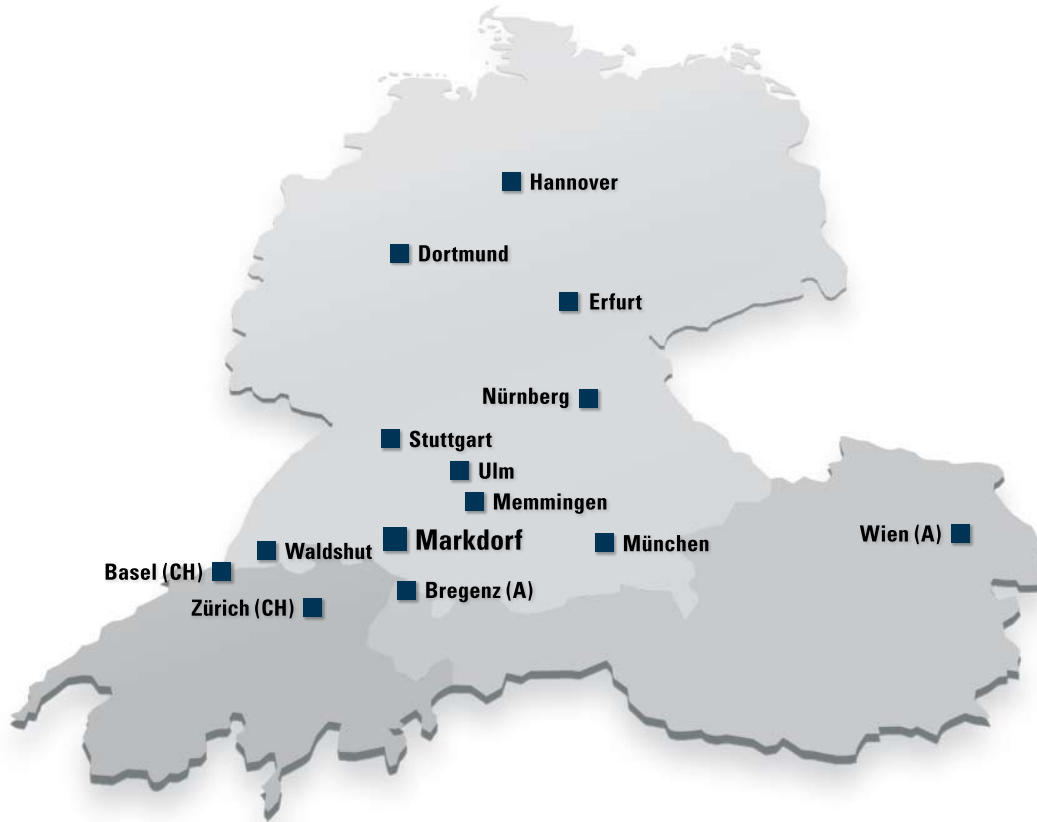 Hannover
Dortmund
Erfurt
Nürnberg
Stuttgart
Ulm
Memmingen
Markdorf
München
Wien (A)
Waldshut
Basel (CH)
Bregenz (A)
Zürich (CH)